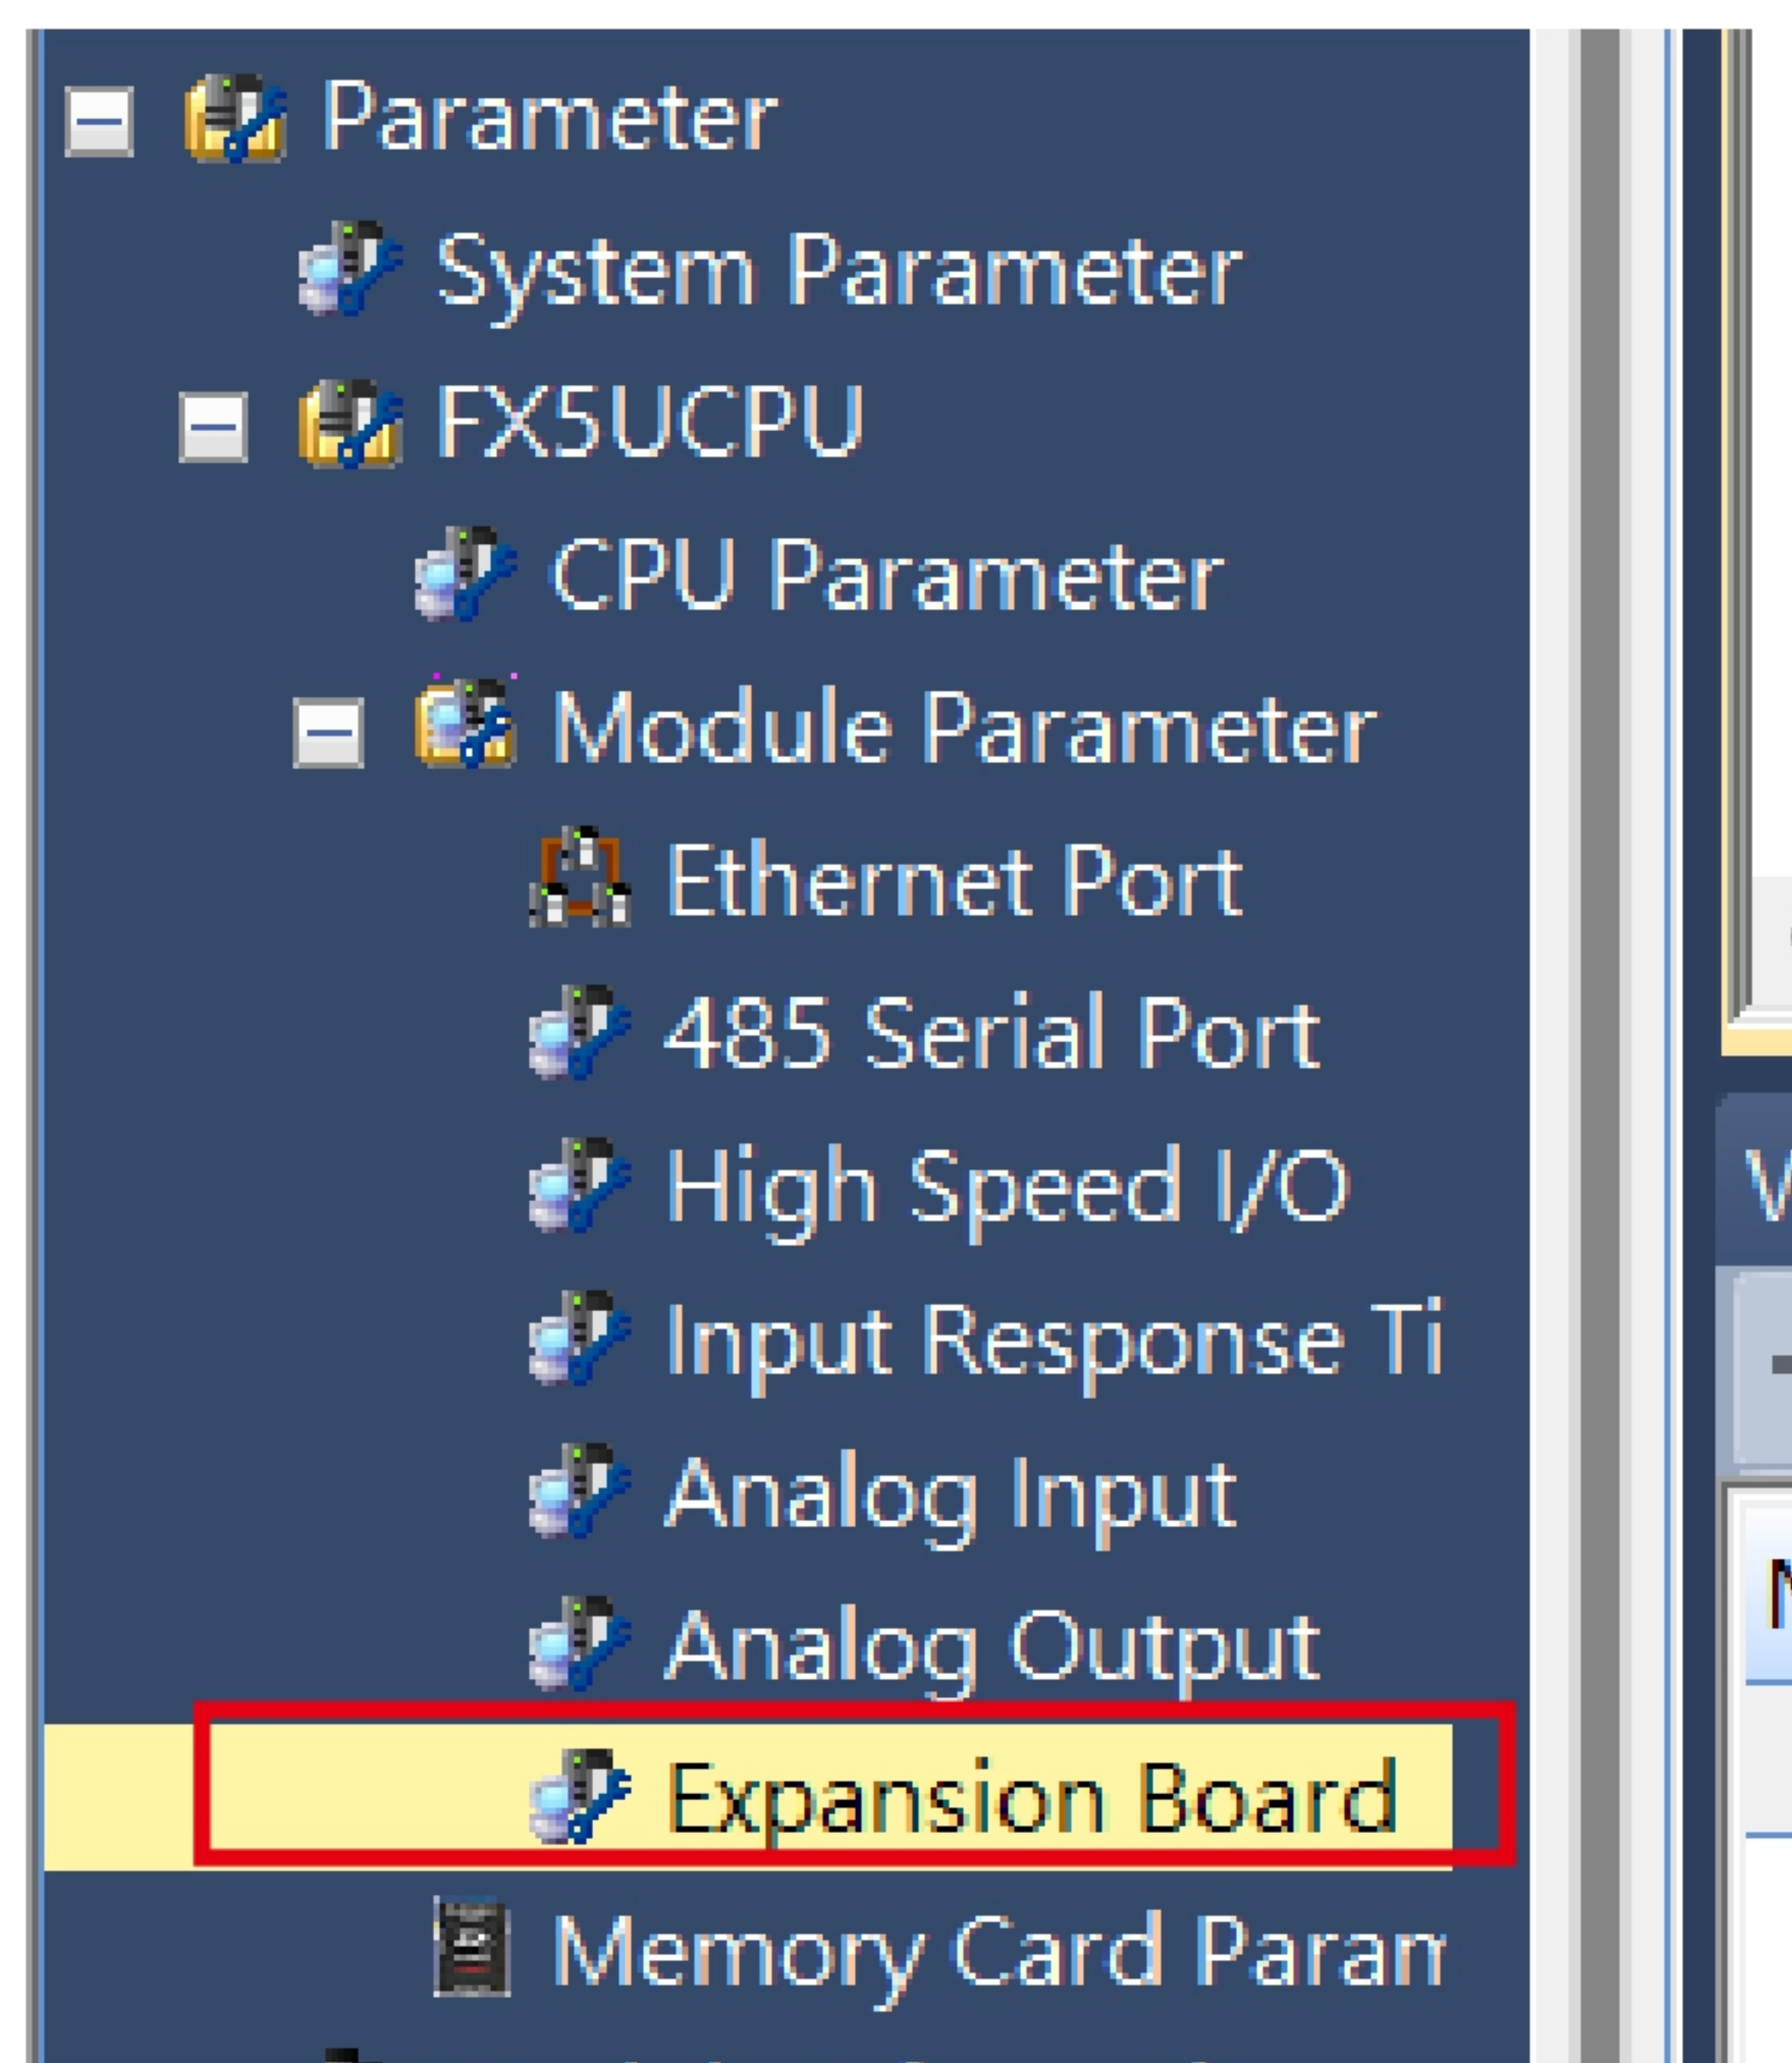 Parameter
System Parameter
FX5UCPU
CPU Parameter
Module Parameter
Ethernet Port
485 Serial Port
High Speed I/O
Input Response Ti
Analog Input
Analog Output
Expansion Board
Memory Card Param